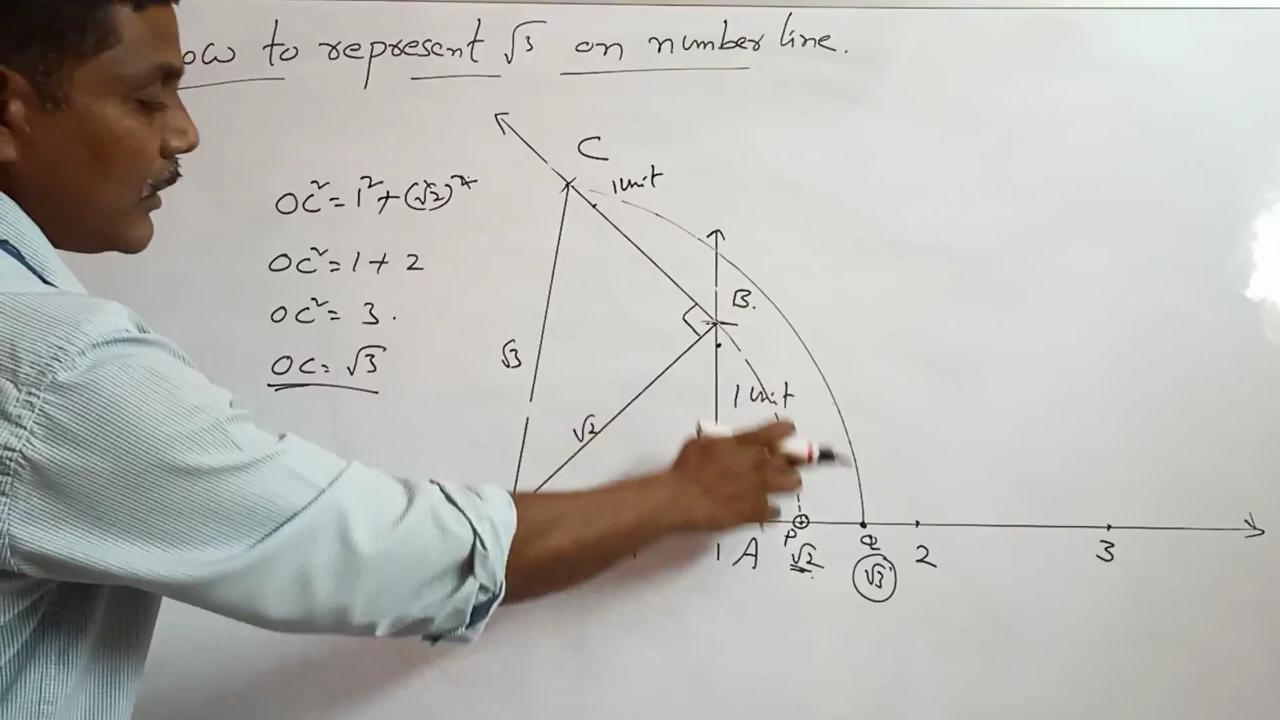 ow to represent √3 on number line.
C
1 unit
OC² = 1² + (√2)²
OC² = 1 + 2
B.
OC² = 3.
√3
OC = √3
1 unit
√2
P
Q
1 A √2 √3 2 3